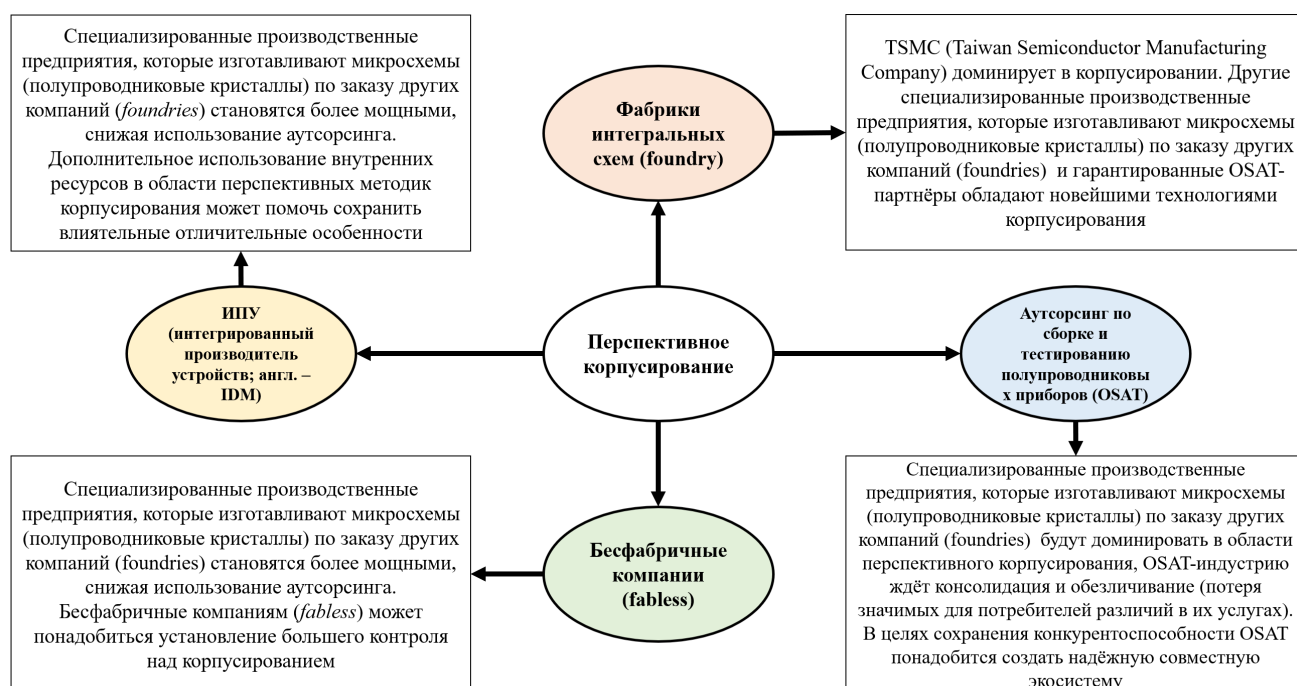 Специализированные производственные
предприятия, которые изготавливают микросхемы
(полупроводниковые кристаллы) по заказу других
компаний (foundries) становятся более мощными,
снижая использование аутсорсинга.
Дополнительное использование внутренних
ресурсов в области перспективных методик
корпусирования может помочь сохранить
влиятельные отличительные особенности
Фабрики
интегральных
схем (foundry)
TSMC (Taiwan Semiconductor Manufacturing
Company) доминирует в корпусировании. Другие
специализированные производственные
предприятия, которые изготавливают микросхемы
(полупроводниковые кристаллы) по заказу других
компаний (foundries) и гарантированные OSAT-
партнёры обладают новейшими технологиями
корпусирования
ИПУ
(интегрированный
производитель
устройств; англ. –
IDM)
Перспективное
корпусирование
Аутсорсинг по
сборке и
тестированию
полупроводниковы
х приборов (OSAT)
Специализированные производственные
предприятия, которые изготавливают микросхемы
(полупроводниковые кристаллы) по заказу других
компаний (foundries) становятся более мощными,
снижая использование аутсорсинга.
Бесфабричные компаниям (fabless) может
понадобиться установление большего контроля
над корпусированием
Бесфабричные
компании
(fabless)
Специализированные производственные
предприятия, которые изготавливают микросхемы
(полупроводниковые кристаллы) по заказу других
компаний (foundries) будут доминировать в области
перспективного корпусирования, OSAT-индустрию
ждёт консолидация и обезличивание (потеря
значимых для потребителей различий в их услугах).
В целях сохранения конкурентоспособности OSAT
понадобится создать надёжную совместную
экосистему